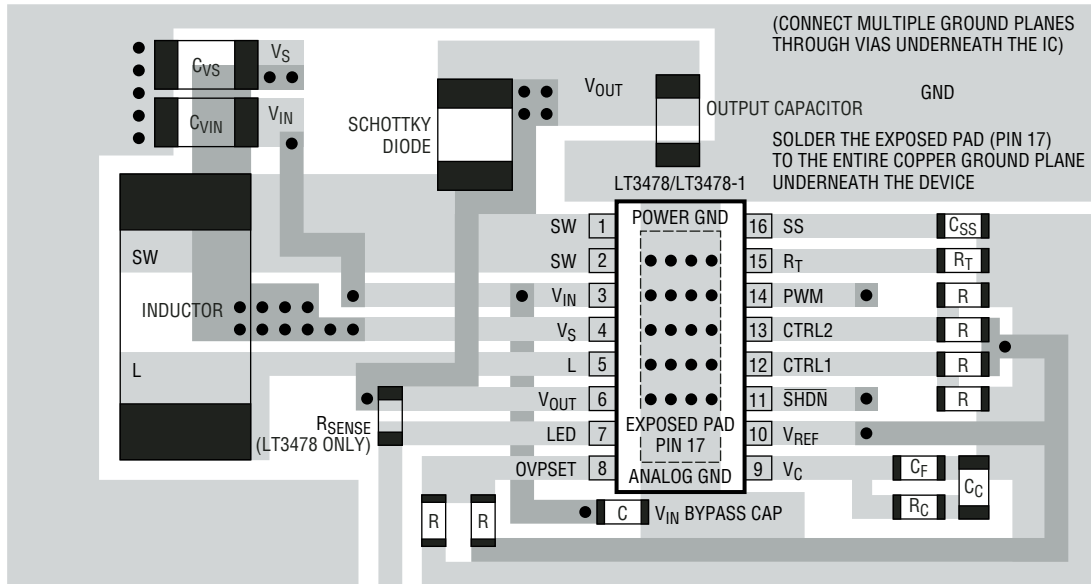 (CONNECT MULTIPLE GROUND PLANES
THROUGH VIAS UNDERNEATH THE IC)
CVS
VS
CVIN
VIN
VOUT
OUTPUT CAPACITOR
GND
SCHOTTKY
DIODE
SOLDER THE EXPOSED PAD (PIN 17)
TO THE ENTIRE COPPER GROUND PLANE
UNDERNEATH THE DEVICE
LT3478/LT3478-1
POWER GND
SW 1
16 SS
CSS
SW
SW 2
15 RT
RT
INDUCTOR
VIN 3
14 PWM
R
VS 4
13 CTRL2
R
L
L 5
12 CTRL1
R
VOUT 6
11 SHDN
R
RSENSE
(LT3478 ONLY)
LED 7
EXPOSED PAD
PIN 17
10 VREF
OVPSET 8
ANALOG GND
9 VC
CF
CC
RC
R
R
C
VIN BYPASS CAP